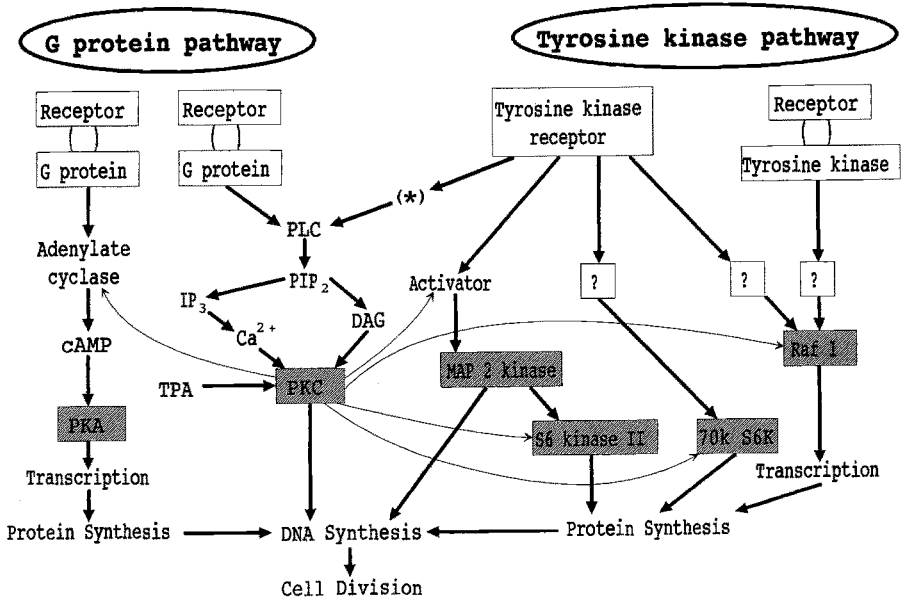 G protein pathway
Tyrosine kinase pathway
Receptor
G protein
Receptor
G protein
Tyrosine kinase
receptor
Receptor
Tyrosine kinase
(*)
PLC
Adenylate
cyclase
PIP2
IP3
Ca2+
DAG
Activator
?
?
?
cAMP
TPA
PKC
MAP 2 kinase
Raf 1
PKA
S6 kinase II
70k S6K
Transcription
Transcription
Protein Synthesis
DNA Synthesis
Protein Synthesis
Cell Division